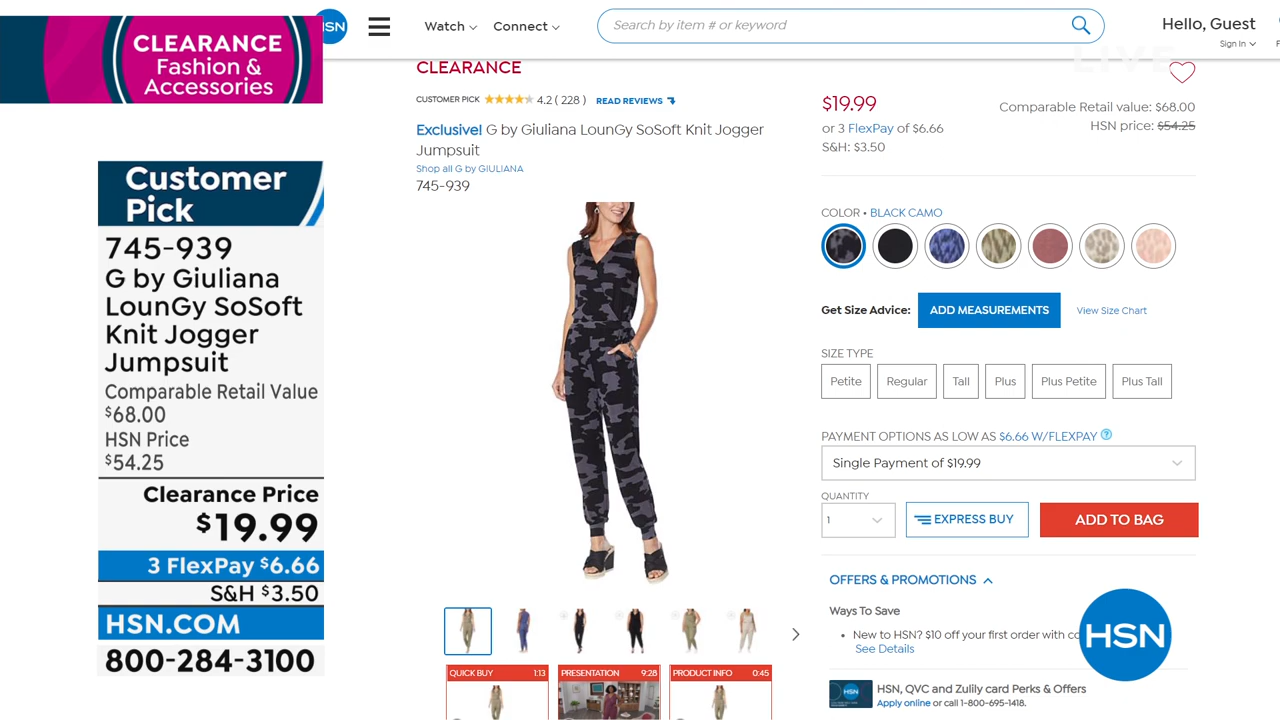 CLEARANCE
Fashion &
Accessories
HSN
Watch
Connect
Search by item # or keyword
Hello, Guest
Sign In
LIVE
Customer
Pick
745-939
G by Giuliana
LounGy SoSoft
Knit Jogger
Jumpsuit
Comparable Retail Value
$68.00
HSN Price
$54.25
Clearance Price
$19.99
3 FlexPay $6.66
S&H $3.50
HSN.COM
800-284-3100
CLEARANCE
CUSTOMER PICK 4.2 ( 228 ) READ REVIEWS
Exclusive! G by Giuliana LounGy SoSoft Knit Jogger
Jumpsuit
Shop all G by GIULIANA
745-939
QUICK BUY 1:13
PRESENTATION 9:28
PRODUCT INFO 0:45
$19.99
Comparable Retail value: $68.00
or 3 FlexPay of $6.66
HSN price: $54.25
S&H: $3.50
COLOR • BLACK CAMO
Get Size Advice: ADD MEASUREMENTS View Size Chart
SIZE TYPE
Petite Regular Tall Plus Plus Petite Plus Tall
PAYMENT OPTIONS AS LOW AS $6.66 W/FLEXPAY ?
Single Payment of $19.99
QUANTITY
1 EXPRESS BUY ADD TO BAG
OFFERS & PROMOTIONS
Ways To Save
• New to HSN? $10 off your first order with
See Details
HSN
HSN
HSN, QVC and Zulily card Perks & Offers
Apply online or call 1-800-695-1418.